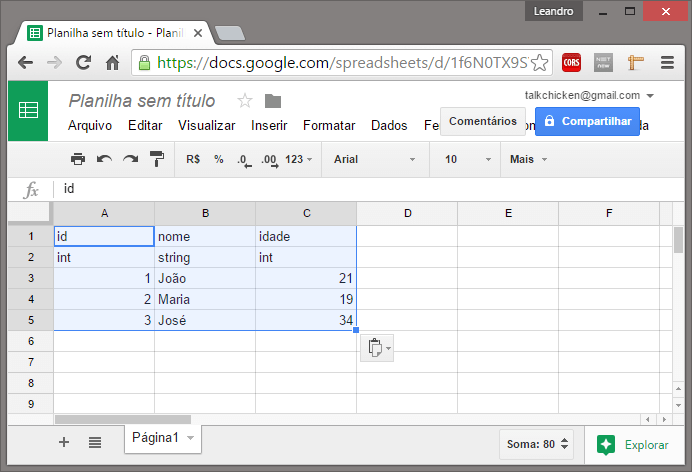 Leandro
Planilha sem título - Planil
https://docs.google.com/spreadsheets/d/1f6N0TX9S
CORS
Planilha sem título
talkchicken@gmail.com
Arquivo Editar Visualizar Inserir Formatar Dados
Comentários
Compartilhar
R$ % .0 .00 123 Arial 10 Mais
fx id
A B C D E F
1 id nome idade
2 int string int
3 1 João 21
4 2 Maria 19
5 3 José 34
6
7
8
9
Página1
Soma: 80
Explorar